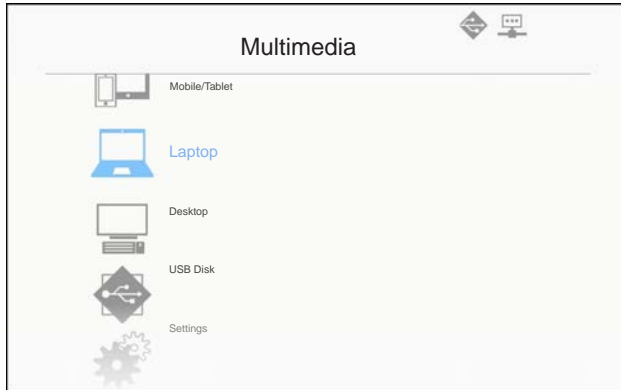 Multimedia
Mobile/Tablet
Laptop
Desktop
USB Disk
Settings